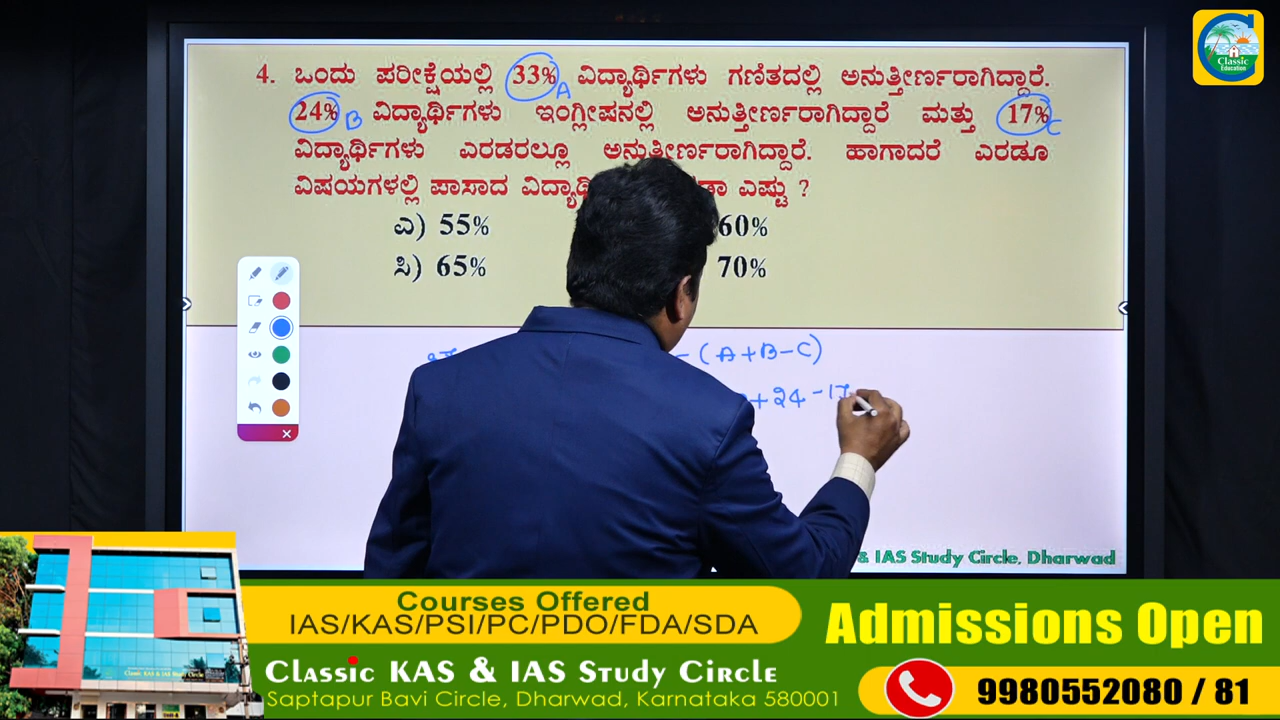 Classic
Education
4. ಒಂದು ಪರೀಕ್ಷೆಯಲ್ಲಿ 33% A ವಿದ್ಯಾರ್ಥಿಗಳು ಗಣಿತದಲ್ಲಿ ಅನುತ್ತೀರ್ಣರಾಗಿದ್ದಾರೆ.
24% B ವಿದ್ಯಾರ್ಥಿಗಳು ಇಂಗ್ಲೀಷನಲ್ಲಿ ಅನುತ್ತೀರ್ಣರಾಗಿದ್ದಾರೆ ಮತ್ತು 17% C
ವಿದ್ಯಾರ್ಥಿಗಳು ಎರಡರಲ್ಲೂ ಅನುತ್ತೀರ್ಣರಾಗಿದ್ದಾರೆ. ಹಾಗಾದರೆ ಎರಡೂ
ವಿಷಯಗಳಲ್ಲಿ ಪಾಸಾದ ಎಷ್ಟು ?
ಎ) 55% 60%
ಸಿ) 65% 70%
- (A+B-C)
+24-17
& IAS Study Circle, Dharwad
Courses Offered
IAS/KAS/PSI/PC/PDO/FDA/SDA
Classic KAS & IAS Study Circle
Saptapur Bavi Circle, Dharwad, Karnataka 580001
Admissions Open
9980552080 / 81